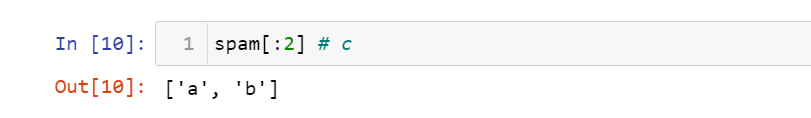 In [10]: 1 spam[:2] # c
Out[10]: ['a', 'b']